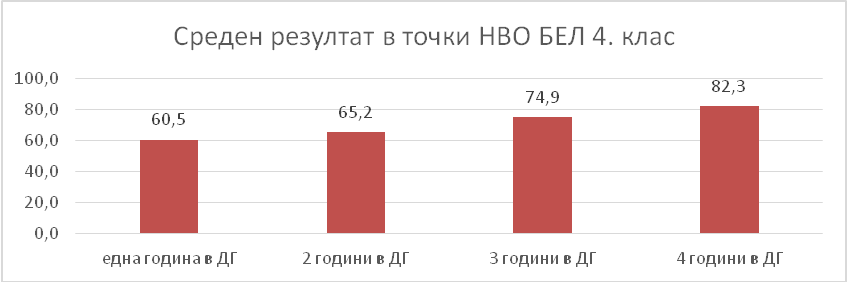 Среден резултат в точки НВО БЕЛ 4. клас
100,0
80,0
60,0
40,0
20,0
0,0
60,5
65,2
74,9
82,3
една година в ДГ
2 години в ДГ
3 години в ДГ
4 години в ДГ